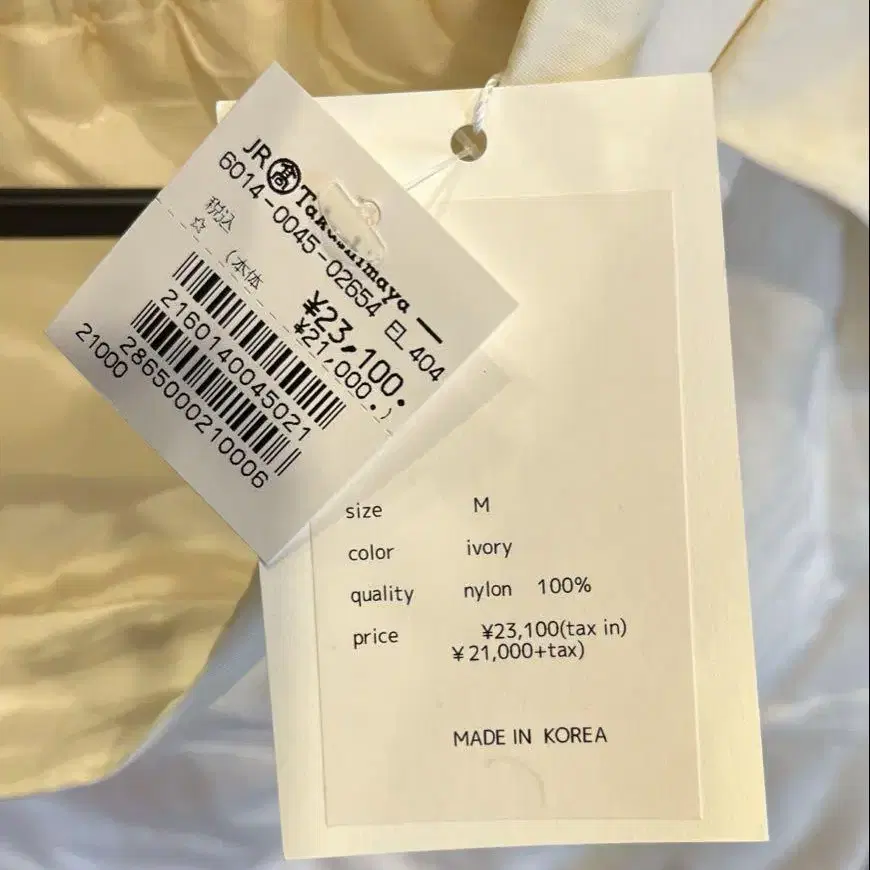 JR 髙 Takashimaya
6014-0045-02654 EL 404
税込 ¥23,100.
☆ (本体 ¥21,000.)
2160140045021
2865000210006
21000
size M
color ivory
quality nylon 100%
price ¥23,100(tax in)
¥21,000+tax)
MADE IN KOREA